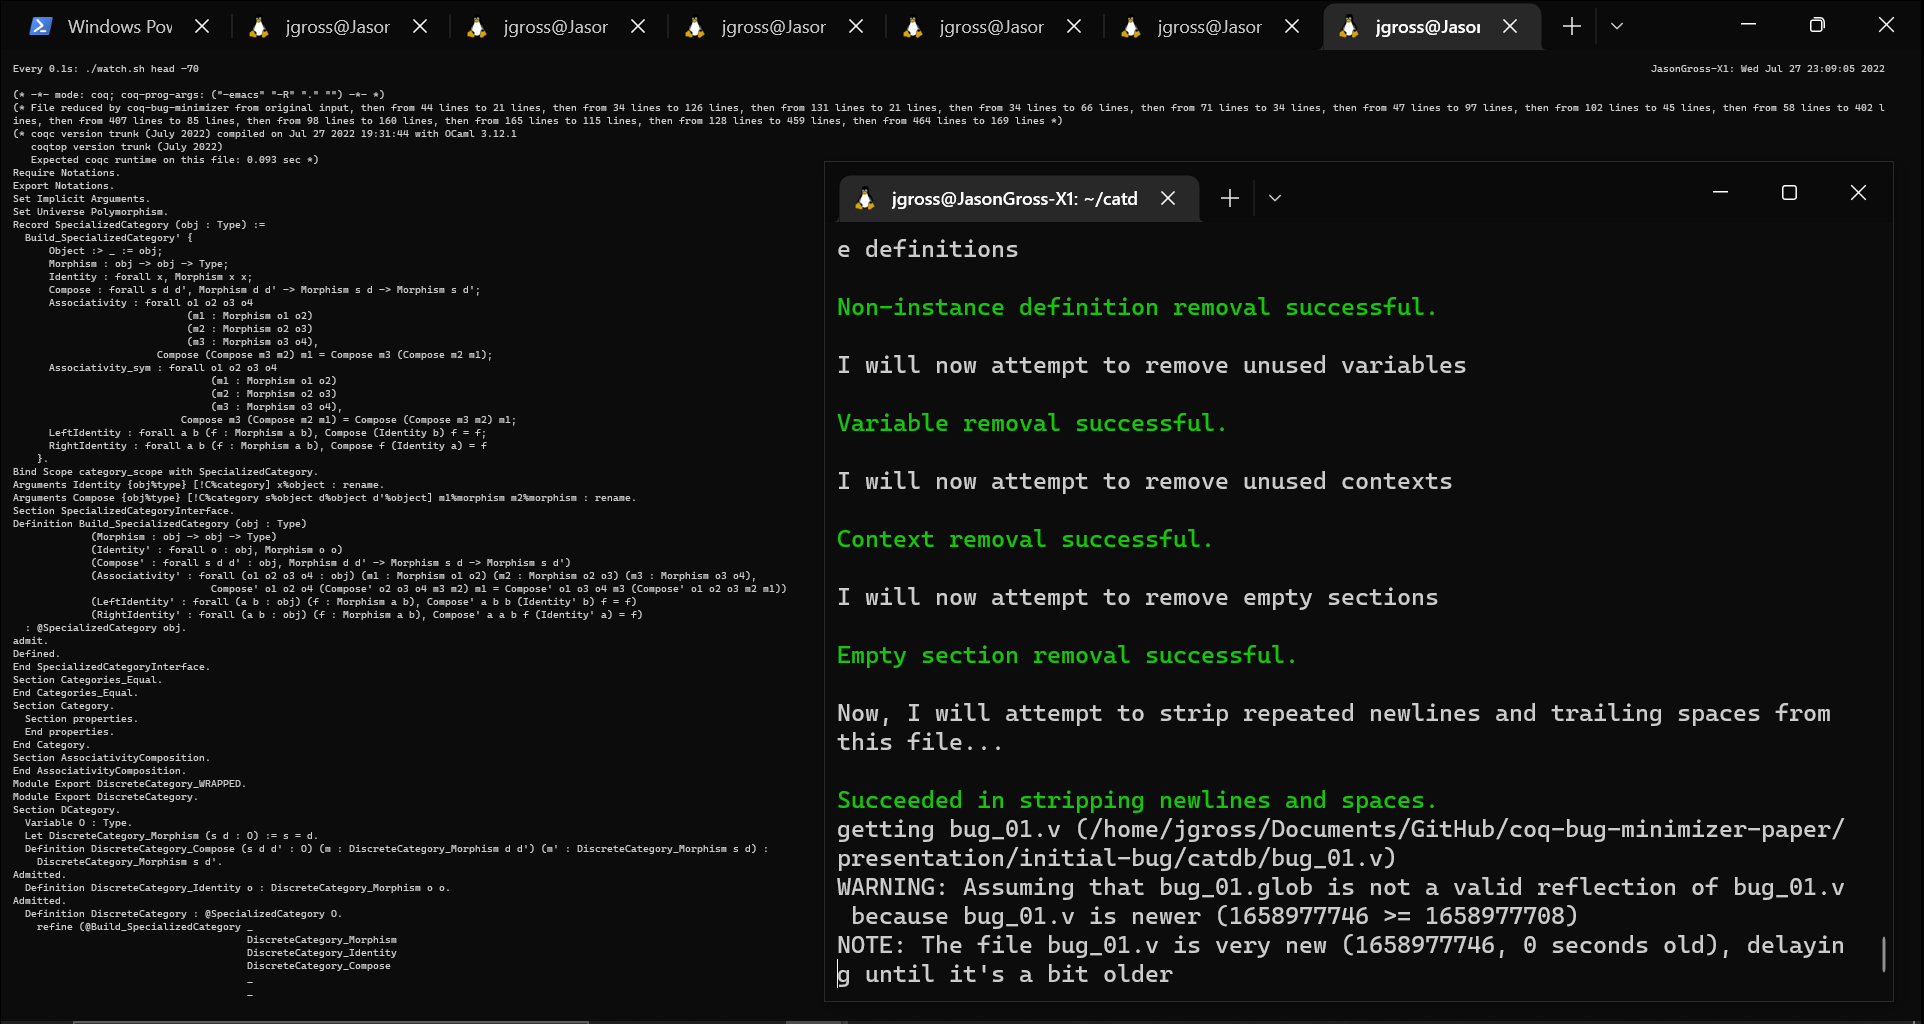 Windows Pow
jgross@Jasor
jgross@Jasor
jgross@Jasor
jgross@Jasor
jgross@Jasor
jgross@Jasor
Every 0.1s: ./watch.sh head -70
JasonGross-X1: Wed Jul 27 23:09:05 2022
(* -*- mode: coq; coq-prog-args: ("-emacs" "-R" "." "") -*- *)
(* File reduced by coq-bug-minimizer from original input, then from 44 lines to 21 lines, then from 34 lines to 126 lines, then from 131 lines to 21 lines, then from 34 lines to 66 lines, then from 71 lines to 34 lines, then from 47 lines to 97 lines, then from 102 lines to 45 lines, then from 58 lines to 402 l
ines, then from 407 lines to 85 lines, then from 98 lines to 160 lines, then from 165 lines to 115 lines, then from 128 lines to 459 lines, then from 464 lines to 169 lines *)
(* coqc version trunk (July 2022) compiled on Jul 27 2022 19:31:44 with OCaml 3.12.1
coqtop version trunk (July 2022)
Expected coqc runtime on this file: 0.093 sec *)
Require Notations.
Export Notations.
Set Implicit Arguments.
Set Universe Polymorphism.
Record SpecializedCategory (obj : Type) :=
Build_SpecializedCategory' {
Object :> _ := obj;
Morphism : obj -> obj -> Type;
Identity : forall x, Morphism x x;
Compose : forall s d d', Morphism d d' -> Morphism s d -> Morphism s d';
Associativity : forall o1 o2 o3 o4
(m1 : Morphism o1 o2)
(m2 : Morphism o2 o3)
(m3 : Morphism o3 o4),
Compose (Compose m3 m2) m1 = Compose m3 (Compose m2 m1);
Associativity_sym : forall o1 o2 o3 o4
(m1 : Morphism o1 o2)
(m2 : Morphism o2 o3)
(m3 : Morphism o3 o4),
Compose m3 (Compose m2 m1) = Compose (Compose m3 m2) m1;
LeftIdentity : forall a b (f : Morphism a b), Compose (Identity b) f = f;
RightIdentity : forall a b (f : Morphism a b), Compose f (Identity a) = f
}.
Bind Scope category_scope with SpecializedCategory.
Arguments Identity {obj%type} [!C%category] x%object : rename.
Arguments Compose {obj%type} [!C%category s%object d%object d'%object] m1%morphism m2%morphism : rename.
Section SpecializedCategoryInterface.
Definition Build_SpecializedCategory (obj : Type)
(Morphism : obj -> obj -> Type)
(Identity' : forall o : obj, Morphism o o)
(Compose' : forall s d d' : obj, Morphism d d' -> Morphism s d -> Morphism s d')
(Associativity' : forall (o1 o2 o3 o4 : obj) (m1 : Morphism o1 o2) (m2 : Morphism o2 o3) (m3 : Morphism o3 o4),
Compose' o1 o2 o4 (Compose' o2 o3 o4 m3 m2) m1 = Compose' o1 o3 o4 m3 (Compose' o1 o2 o3 m2 m1))
(LeftIdentity' : forall (a b : obj) (f : Morphism a b), Compose' a b b (Identity' b) f = f)
(RightIdentity' : forall (a b : obj) (f : Morphism a b), Compose' a a b f (Identity' a) = f)
: @SpecializedCategory obj.
admit.
Defined.
End SpecializedCategoryInterface.
Section Categories_Equal.
End Categories_Equal.
Section Category.
Section properties.
End properties.
End Category.
Section AssociativityComposition.
End AssociativityComposition.
Module Export DiscreteCategory_WRAPPED.
Module Export DiscreteCategory.
Section DCategory.
Variable O : Type.
Let DiscreteCategory_Morphism (s d : O) := s = d.
Definition DiscreteCategory_Compose (s d d' : O) (m : DiscreteCategory_Morphism d d') (m' : DiscreteCategory_Morphism s d) :
DiscreteCategory_Morphism s d'.
Admitted.
Definition DiscreteCategory_Identity o : DiscreteCategory_Morphism o o.
Admitted.
Definition DiscreteCategory : @SpecializedCategory O.
refine (@Build_SpecializedCategory _
DiscreteCategory_Morphism
DiscreteCategory_Identity
DiscreteCategory_Compose
_
_
jgross@JasonGross-X1: ~/catd
e definitions
Non-instance definition removal successful.
I will now attempt to remove unused variables
Variable removal successful.
I will now attempt to remove unused contexts
Context removal successful.
I will now attempt to remove empty sections
Empty section removal successful.
Now, I will attempt to strip repeated newlines and trailing spaces from
this file...
Succeeded in stripping newlines and spaces.
getting bug_01.v (/home/jgross/Documents/GitHub/coq-bug-minimizer-paper/
presentation/initial-bug/catdb/bug_01.v)
WARNING: Assuming that bug_01.glob is not a valid reflection of bug_01.v
because bug_01.v is newer (1658977746 >= 1658977708)
NOTE: The file bug_01.v is very new (1658977746, 0 seconds old), delayin
g until it's a bit older